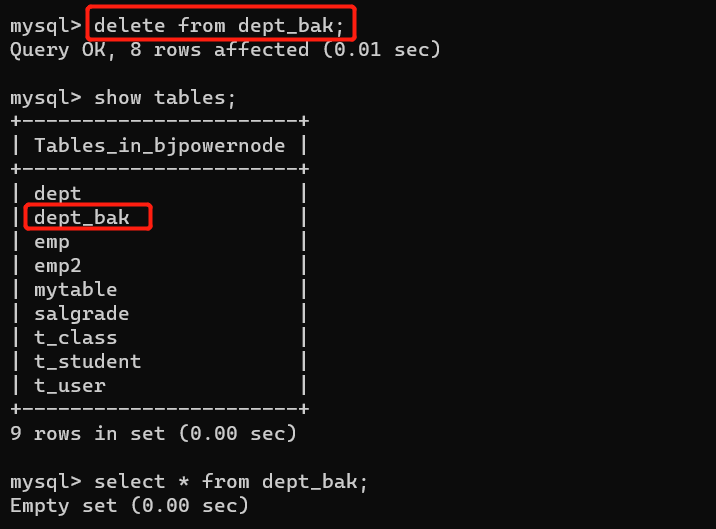 mysql> delete from dept_bak;
Query OK, 8 rows affected (0.01 sec)
mysql> show tables;
+-----------------------+
| Tables_in_bjpowernode |
+-----------------------+
| dept                  |
| dept_bak              |
| emp                   |
| emp2                  |
| mytable               |
| salgrade              |
| t_class               |
| t_student             |
| t_user                |
+-----------------------+
9 rows in set (0.00 sec)
mysql> select * from dept_bak;
Empty set (0.00 sec)